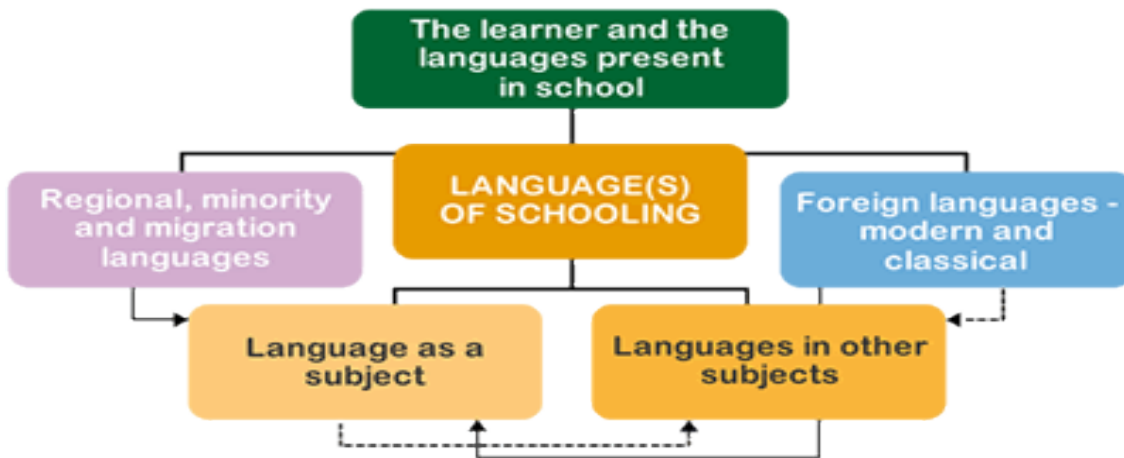 The learner and the
languages present
in school
Regional, minority
and migration
languages
LANGUAGE(S)
OF SCHOOLING
Foreign languages -
modern and
classical
Language as a
subject
Languages in other
subjects